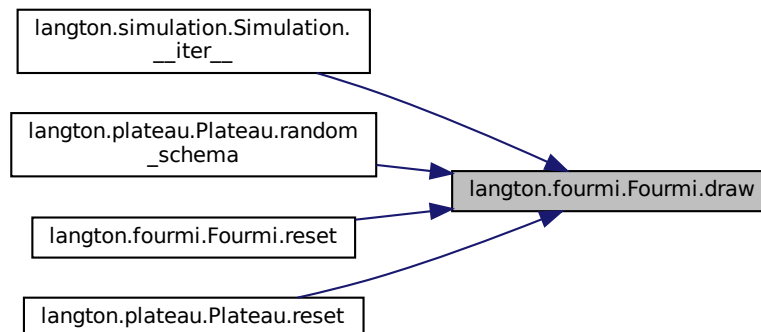 langton.simulation.Simulation.
__iter__
langton.plateau.Plateau.random
_schema
langton.fourmi.Fourmi.draw
langton.fourmi.Fourmi.reset
langton.plateau.Plateau.reset